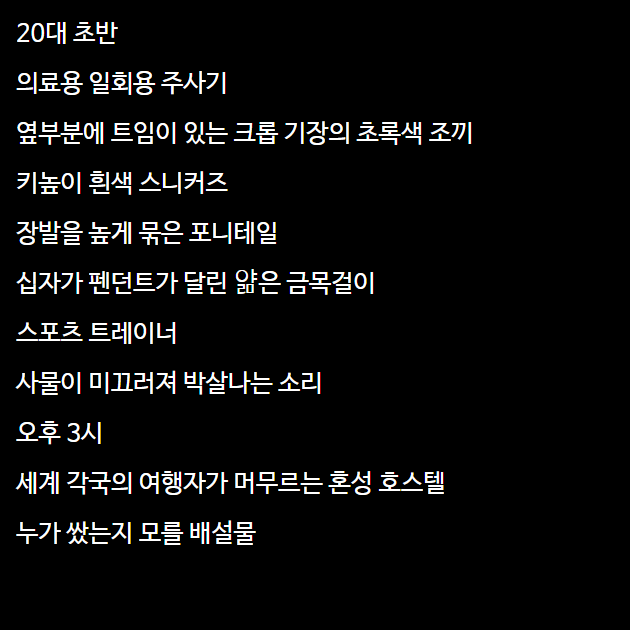 20대 초반
의료용 일회용 주사기
옆부분에 트임이 있는 크롭 기장의 초록색 조끼
키높이 흰색 스니커즈
장발을 높게 묶은 포니테일
십자가 펜던트가 달린 얇은 금목걸이
스포츠 트레이너
사물이 미끄러져 박살나는 소리
오후 3시
세계 각국의 여행자가 머무르는 혼성 호스텔
누가 쌌는지 모를 배설물